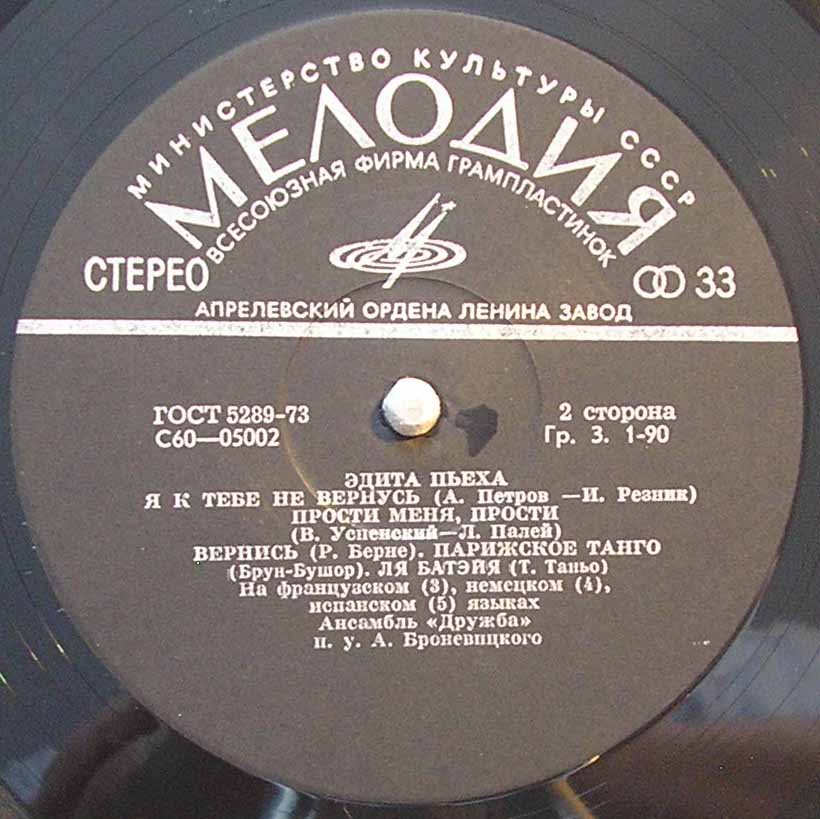 МИНИСТЕРСТВО КУЛЬТУРЫ СССР
МЕЛОДИЯ
ВСЕСОЮЗНАЯ ФИРМА ГРАМПЛАСТИНОК
СТЕРЕО
33
АПРЕЛЕВСКИЙ ОРДЕНА ЛЕНИНА ЗАВОД
ГОСТ 5289-73
С60—05002
2 сторона
Гр. 3. 1-90
ЭДИТА ПЬЕХА
Я К ТЕБЕ НЕ ВЕРНУСЬ (А. Петров —И. Резник)
ПРОСТИ МЕНЯ, ПРОСТИ
(В. Успенский—Л. Палей)
ВЕРНИСЬ (Р. Берне). ПАРИЖСКОЕ ТАНГО
(Брун-Бушор). ЛЯ БАТЭЙЯ (Т. Таньо)
На французском (3), немецком (4),
испанском (5) языках
Ансамбль «Дружба»
п. у. А. Броневицкого